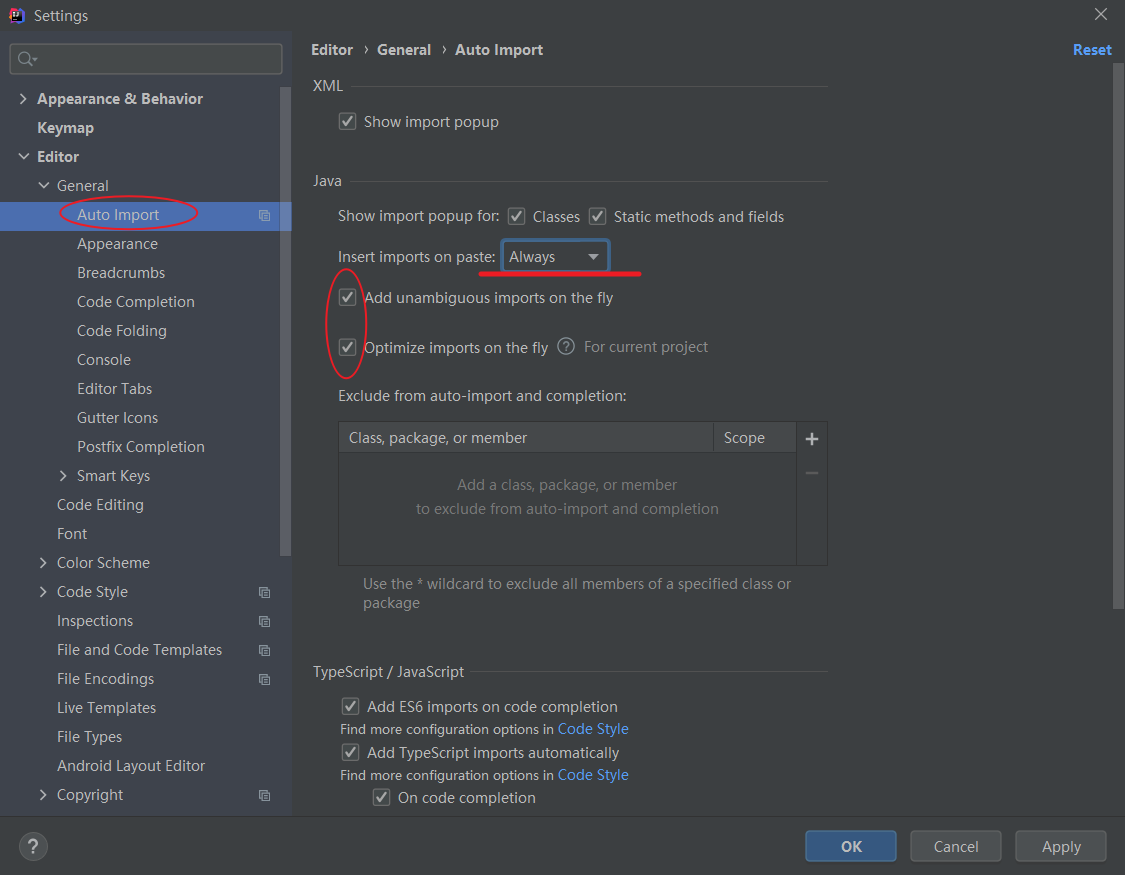 Settings
Appearance & Behavior
Keymap
Editor
General
Auto Import
Appearance
Breadcrumbs
Code Completion
Code Folding
Console
Editor Tabs
Gutter Icons
Postfix Completion
Smart Keys
Code Editing
Font
Color Scheme
Code Style
Inspections
File and Code Templates
File Encodings
Live Templates
File Types
Android Layout Editor
Copyright
Editor › General › Auto Import
Reset
XML
Show import popup
Java
Show import popup for: Classes Static methods and fields
Insert imports on paste: Always
Add unambiguous imports on the fly
Optimize imports on the fly ? For current project
Exclude from auto-import and completion:
Class, package, or member Scope
Add a class, package, or member
to exclude from auto-import and completion
Use the * wildcard to exclude all members of a specified class or
package
TypeScript / JavaScript
Add ES6 imports on code completion
Find more configuration options in Code Style
Add TypeScript imports automatically
Find more configuration options in Code Style
On code completion
? OK Cancel Apply